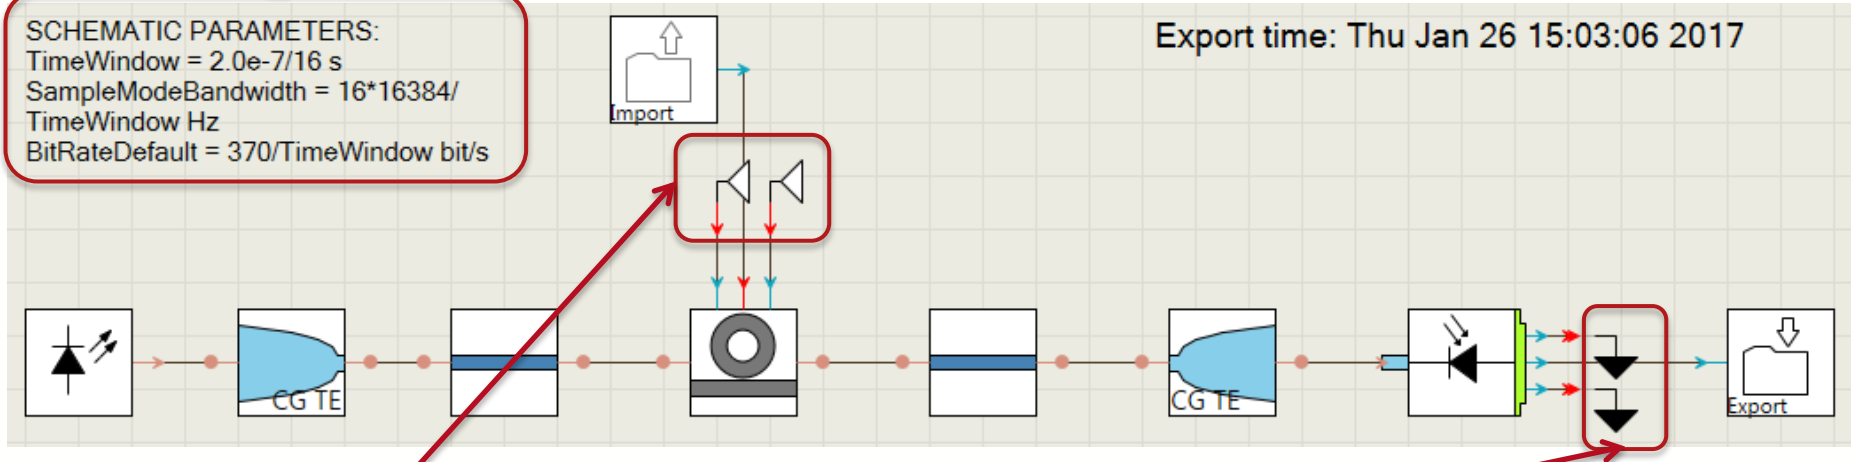 SCHEMATIC PARAMETERS:
TimeWindow = 2.0e-7/16 s
SampleModeBandwidth = 16*16384/
TimeWindow Hz
BitRateDefault = 370/TimeWindow bit/s
Import
Export time: Thu Jan 26 15:03:06 2017
CG TE
CG TE
Export